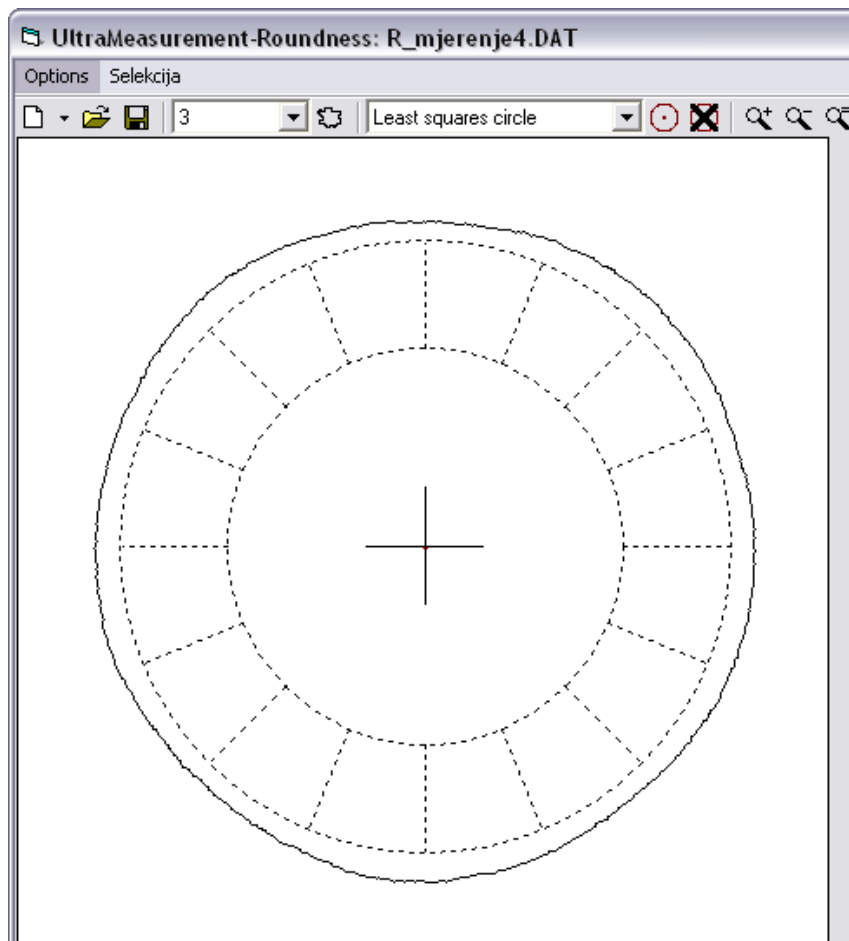 UltraMeasurement-Roundness: R_mjerenje4.DAT
Options Selekcija
3 Least squares circle